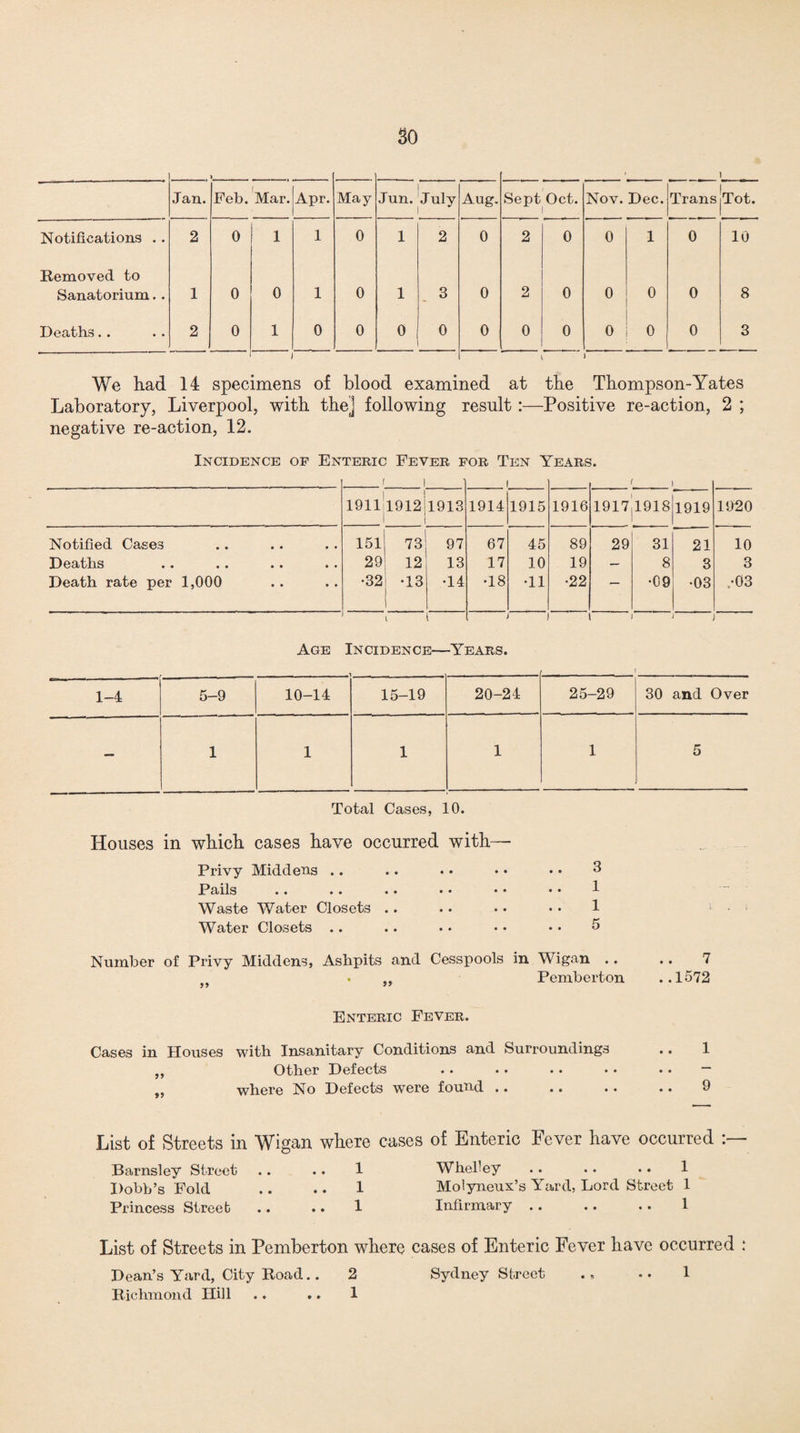 30
Jan. Feb. Mar. Apr. May Jun. July Aug. Sept Oct. Nov. Dec. Trans Tot.
Notifications .. 2 0 1 1 0 1 2 0 2 0 0 1 0 10
Removed to
Sanatorium.. 1 0 0 1 0 1 3 0 2 0 0 0 0 8
Deaths.. .. 2 0 1 0 0 0 0 0 0 0 0 0 0 3
We had 14 specimens of blood examined at the Thompson-Yates
Laboratory, Liverpool, with the] following result :—Positive re-action, 2 ;
negative re-action, 12.
Incidence of Enteric Fever for Ten Years.
1911 1912 1913 1914 1915 1916 1917 1918 1919 1920
Notified Cases .. .. .. 151 73 97 67 45 89 29 31 21 10
Deaths .. .. .. .. 29 12 13 17 10 19 — 8 3 3
Death rate per 1,000 .. .. ·32 ·13 ·14 ·18 ·11 ·22 — ·09 ·03 ·03
Age Incidence—Years.
1–4 5–9 10–14 15–19 20–24 25–29 30 and Over
— 1 1 1 1 1 5
Total Cases, 10.
Houses in which cases have occurred with—
Privy Middens .. .. .. .. .. 3
Pails .. .. .. .. .. .. 1
Waste Water Closets .. .. .. .. 1
Water Closets .. .. .. .. .. 5
Number of Privy Middens, Ashpits and Cesspools in Wigan .. .. 7
,, ,, Pemberton ..1572
Enteric Fever.
Cases in Houses with Insanitary Conditions and Surroundings .. 1
,, Other Defects .. .. .. .. .. —
,, where No Defects were found .. .. .. .. 9
List of Streets in Wigan where cases of Enteric Fever have occurred :—
Barnsley Street .. .. 1 Whelley .. .. .. 1
Dobb's Fold .. .. 1 Molyneux's Yard, Lord Street 1
Princess Street .. .. 1 Infirmary .. .. .. 1
List of Streets in Pemberton where cases of Enteric Fever have occurred :
Dean's Yard, City Road.. 2 Sydney Street .. .. 1
Richmond Hill .. .. 1